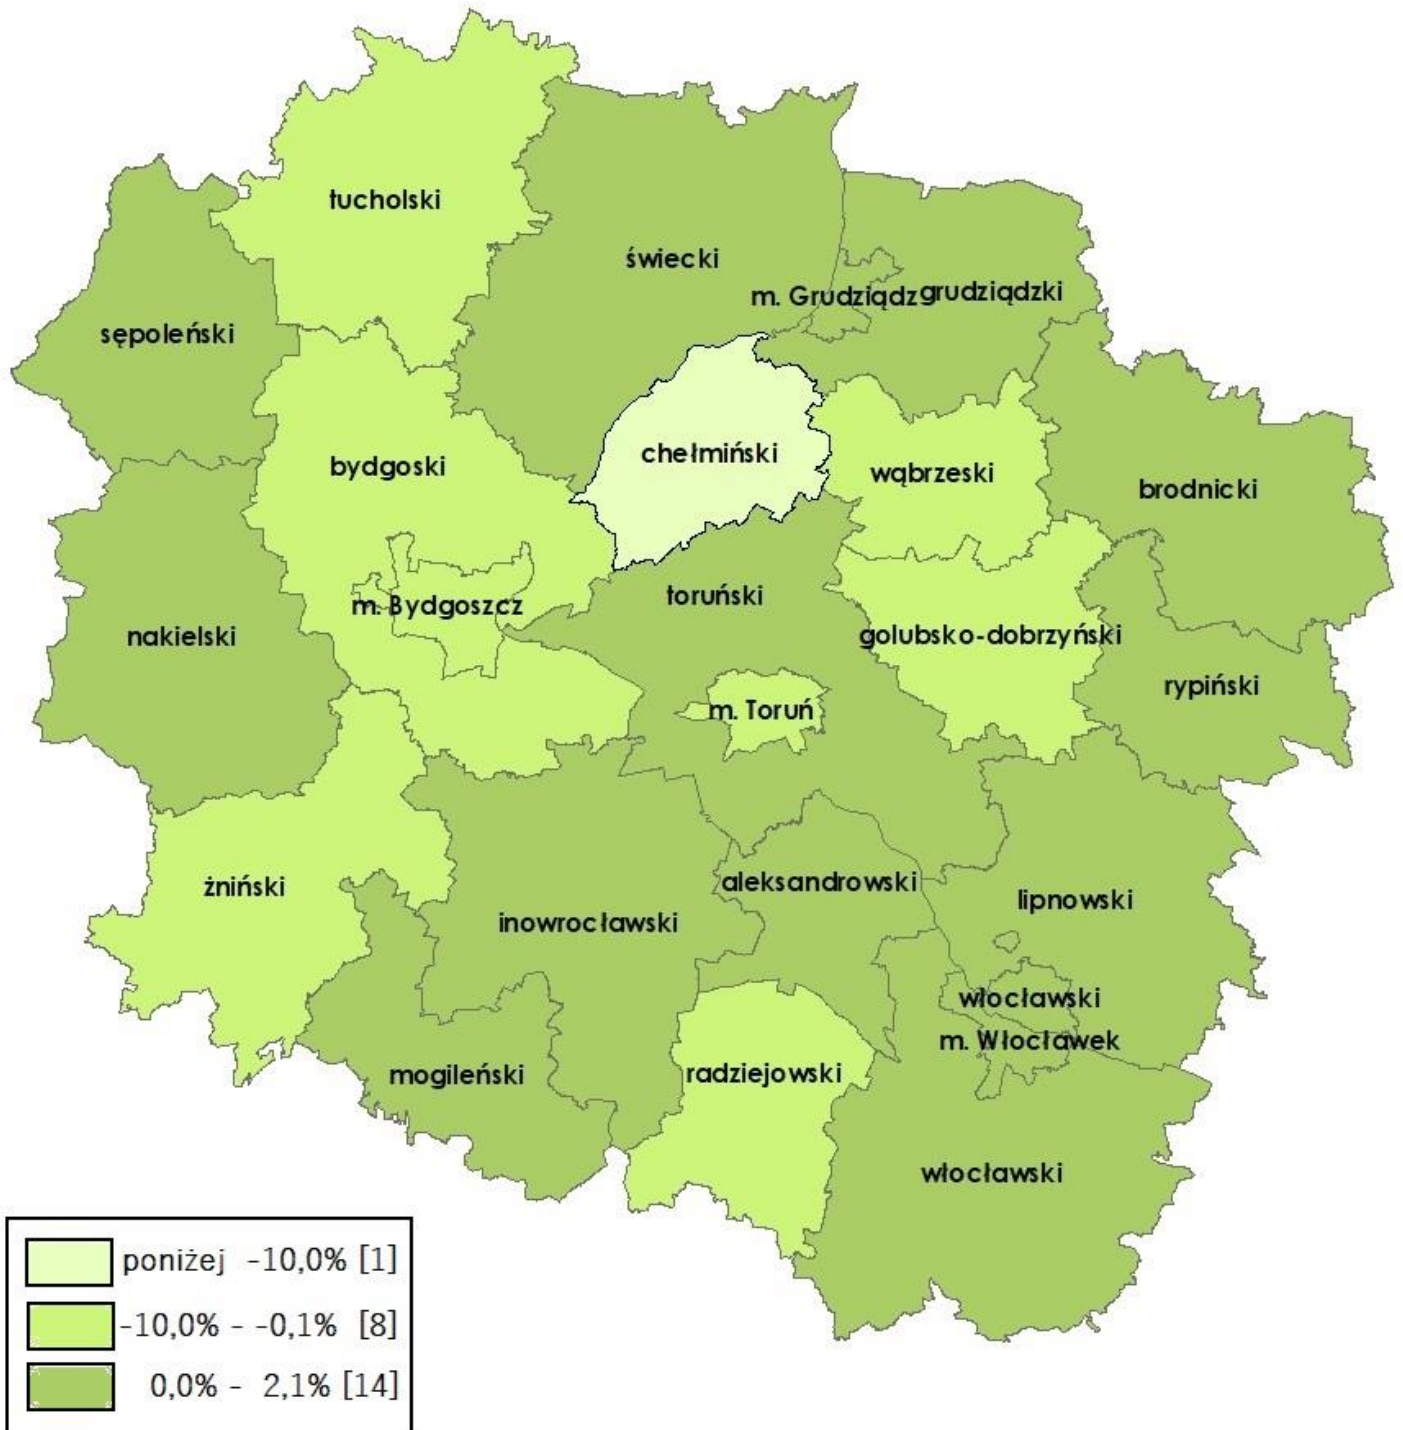 tucholski
świecki
m. Grudziądz
grudziądzki
sępoleński
chełmiński
bydgoski
wąbrzeski
brodnicki
toruński
m. Bydgoszcz
nakielski
golubsko-dobrzyński
rypiński
m. Toruń
żniński
aleksandrowski
lipnowski
inowrocławski
włocławski
m. Włocławek
mogileński
radziejowski
włocławski
poniżej -10,0% [1]
-10,0% - -0,1% [8]
0,0% - 2,1% [14]